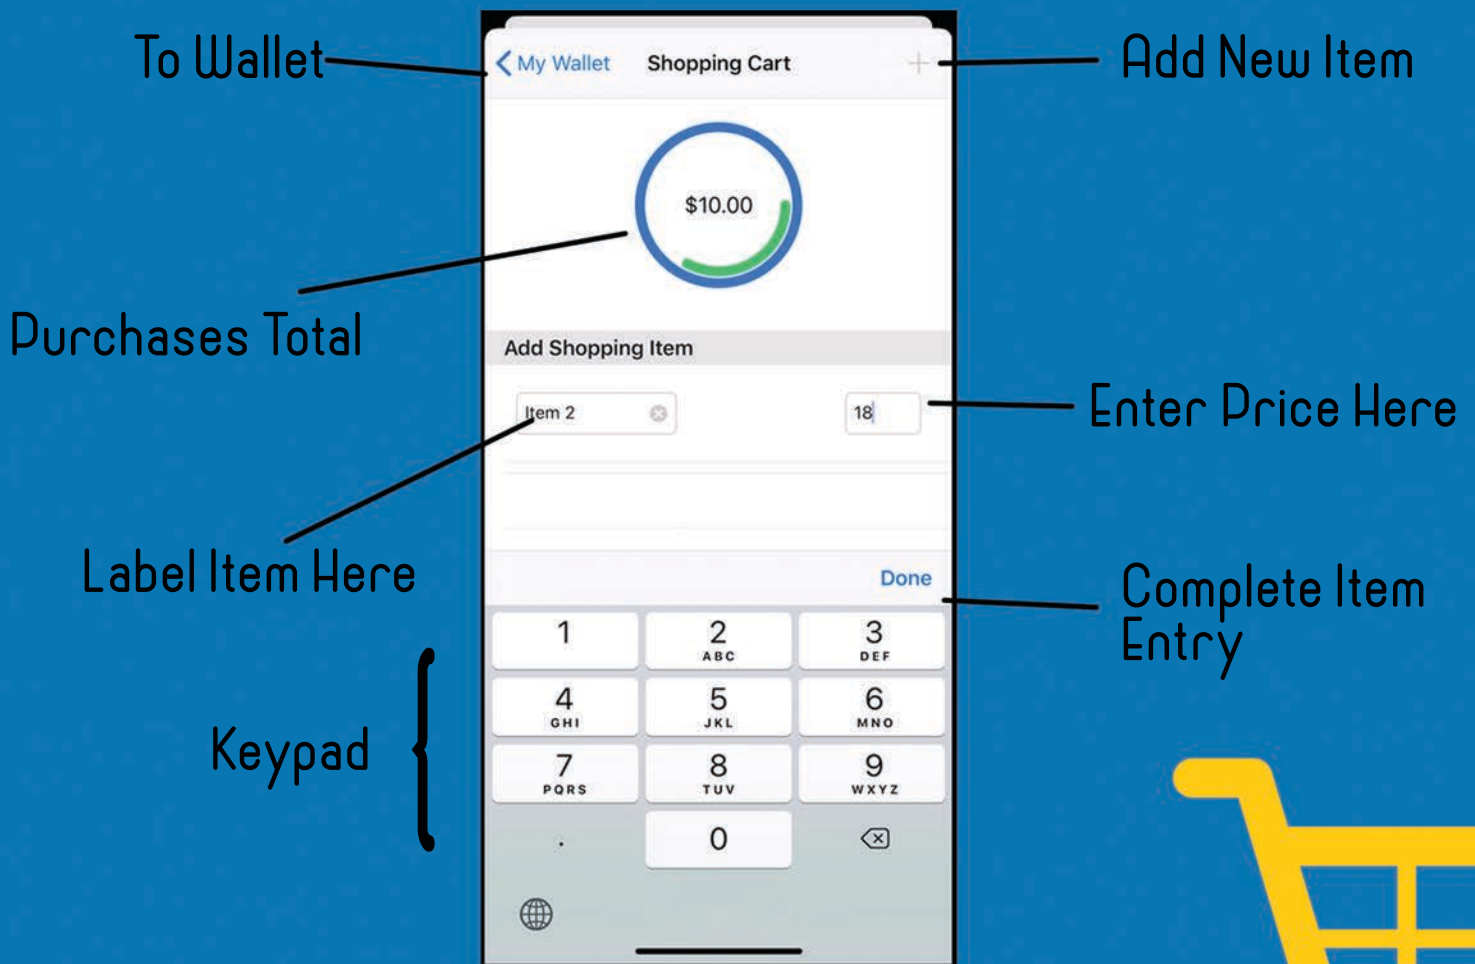 To Wallet
My Wallet
Shopping Cart
Add New Item
$10.00
Purchases Total
Add Shopping Item
Item 2
18
Enter Price Here
Label Item Here
Done
Complete Item
Entry
1
2
ABC
3
DEF
4
GHI
5
JKL
6
MNO
Keypad
7
PQRS
8
TUV
9
WXYZ
.
0